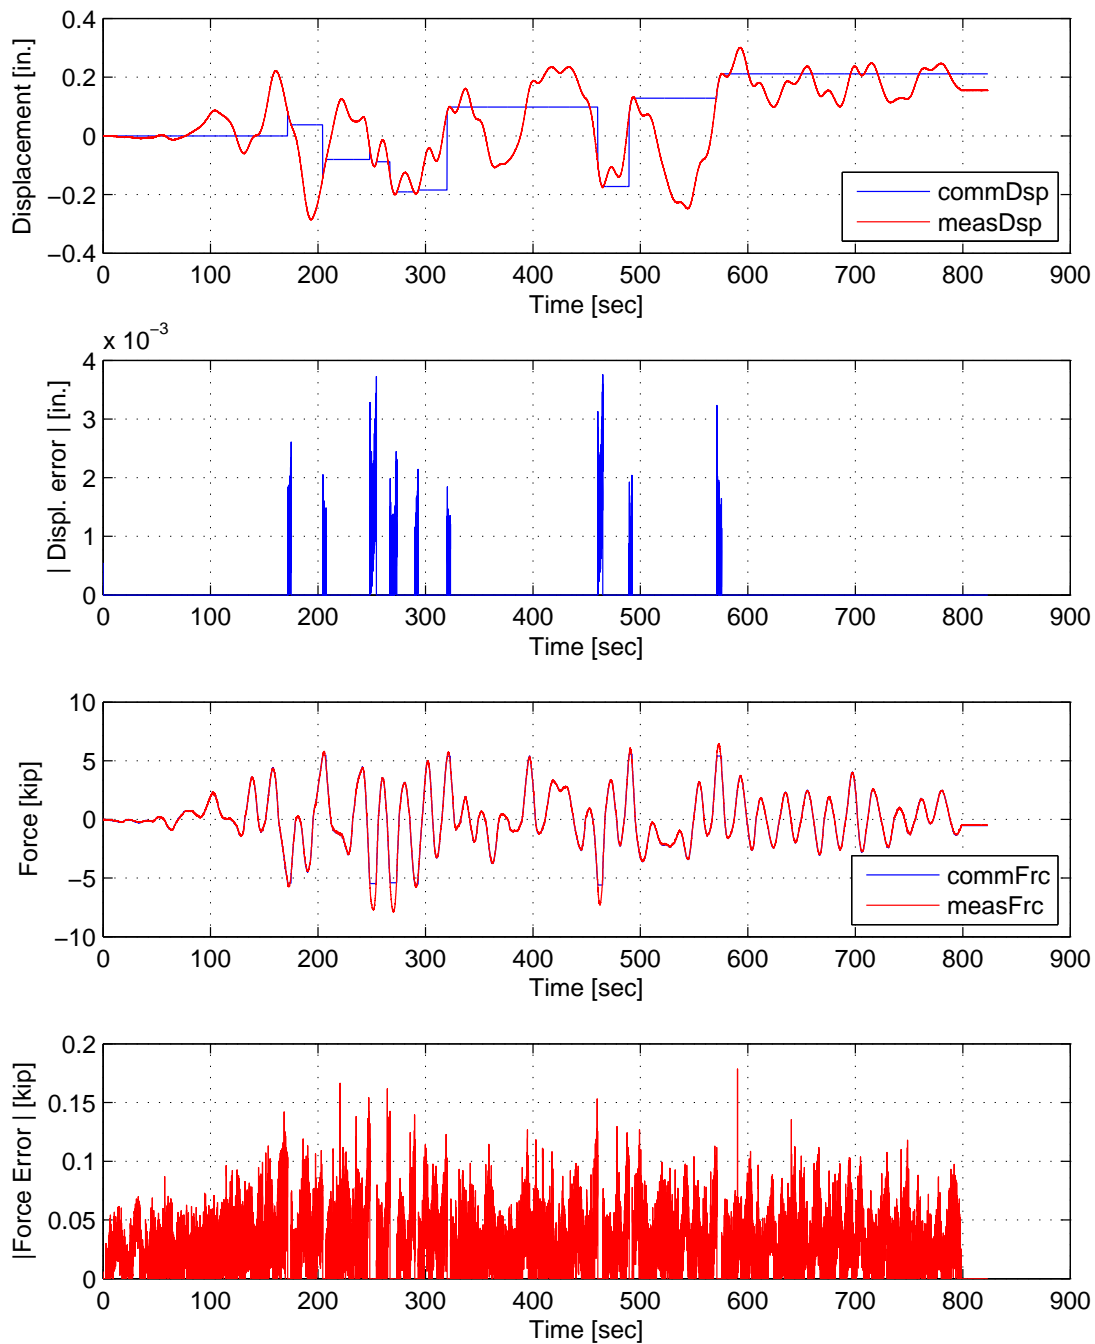 0.4
0.2
0
−0.2
−0.4
Displacement [in.]
commDsp
measDsp
0 100 200 300 400 500 600 700 800 900
Time [sec]
x 10−3
4
3
2
1
0
| Displ. error | [in.]
0 100 200 300 400 500 600 700 800 900
Time [sec]
10
5
0
−5
−10
Force [kip]
commFrc
measFrc
0 100 200 300 400 500 600 700 800 900
Time [sec]
0.2
0.15
0.1
0.05
0
|Force Error | [kip]
0 100 200 300 400 500 600 700 800 900
Time [sec]